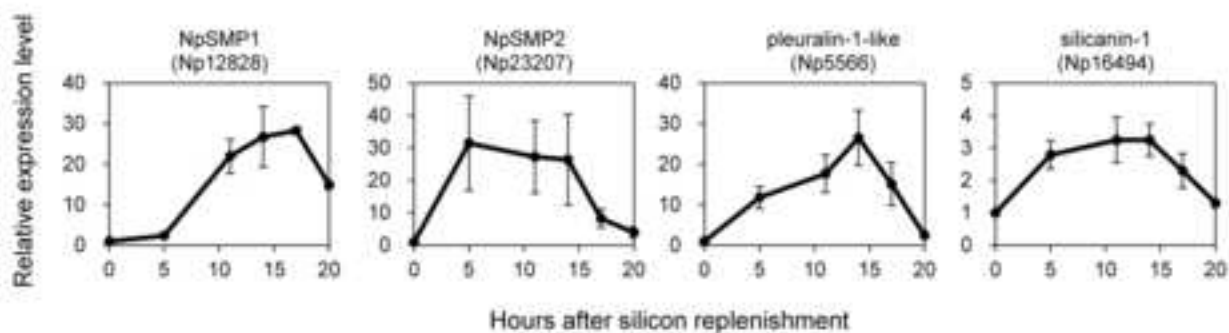 Relative expression level
NpSMP1
(Np12828)
40
30
20
10
0
0 5 10 15 20
NpSMP2
(Np23207)
50
40
30
20
10
0
0 5 10 15 20
pleuralin-1-like
(Np5566)
40
30
20
10
0
0 5 10 15 20
silicanin-1
(Np16494)
5
4
3
2
1
0
0 5 10 15 20
Hours after silicon replenishment